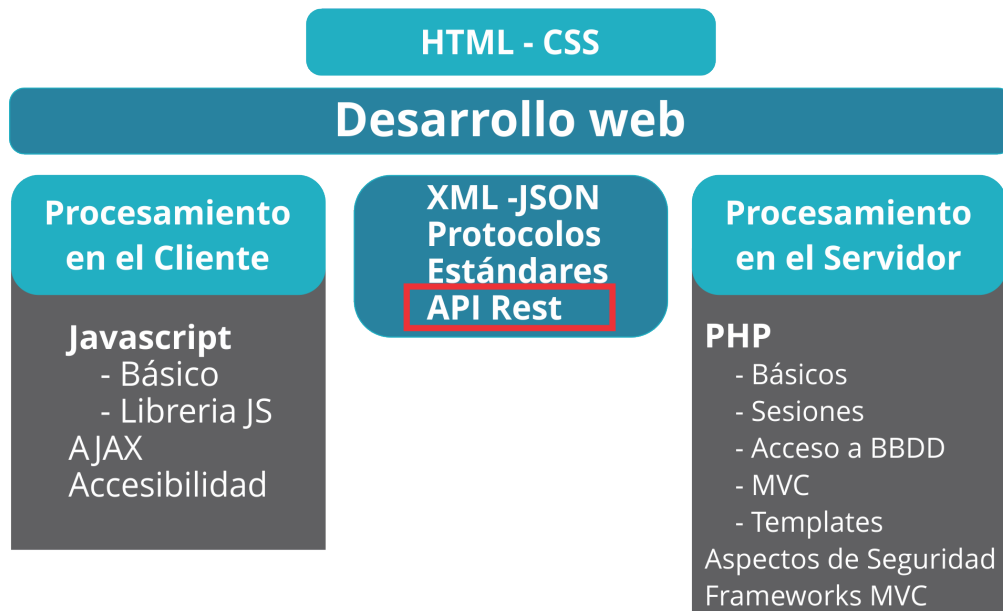 HTML - CSS
Desarrollo web
Procesamiento
en el Cliente
Javascript
- Básico
- Libreria JS
AJAX
Accesibilidad
XML -JSON
Protocolos
Estándares
API Rest
Procesamiento
en el Servidor
PHP
- Básicos
- Sesiones
- Acceso a BBDD
- MVC
- Templates
Aspectos de Seguridad
Frameworks MVC